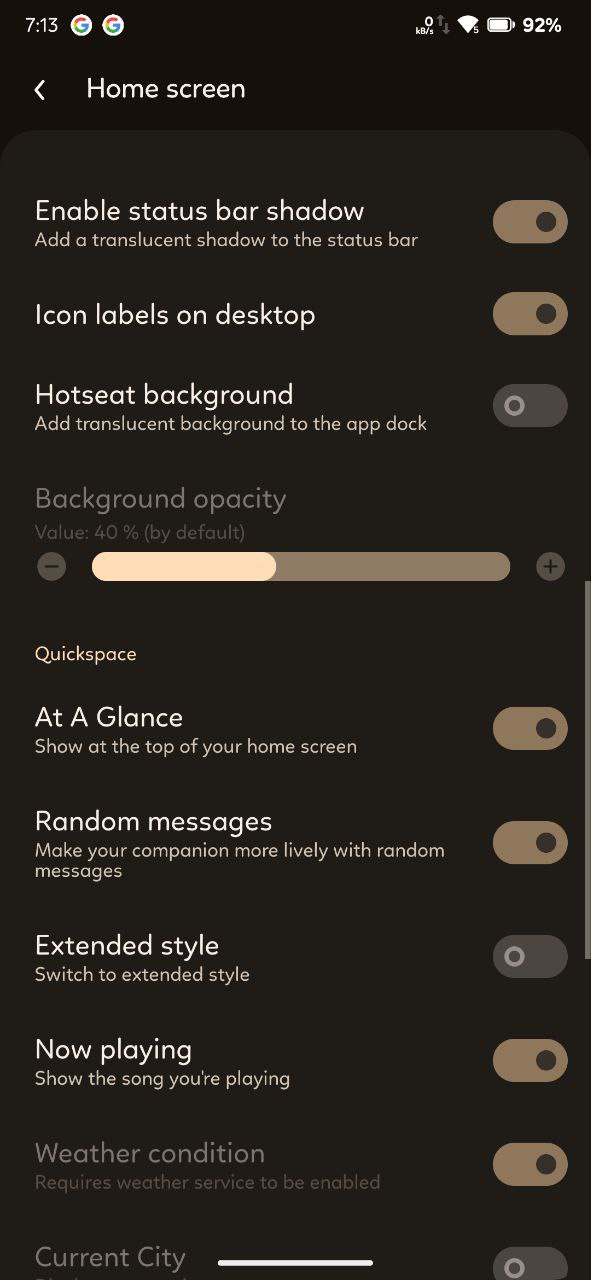 7:13
0 kB/s
5
92%
Home screen
Enable status bar shadow
Add a translucent shadow to the status bar
Icon labels on desktop
Hotseat background
Add translucent background to the app dock
Background opacity
Value: 40 % (by default)
Quickspace
At A Glance
Show at the top of your home screen
Random messages
Make your companion more lively with random
messages
Extended style
Switch to extended style
Now playing
Show the song you're playing
Weather condition
Requires weather service to be enabled
Current City